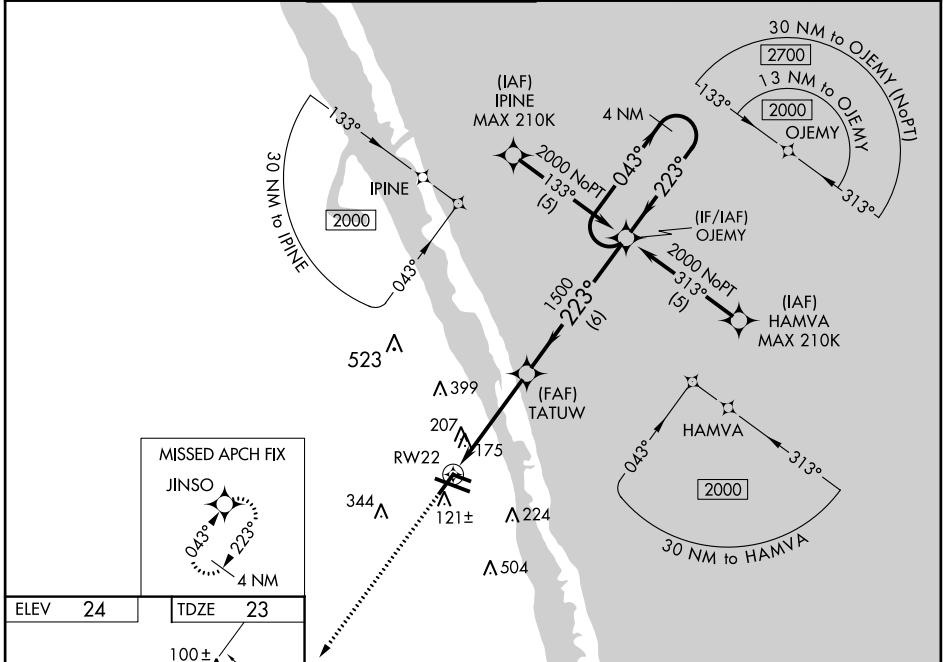 30 NM to OJEMY (NoPT)
2700
13 NM to OJEMY
2000
133°
OJEMY
313°
(IAF)
IPINE
MAX 210K
4 NM
043°
223°
2000 NoPT
133°
(5)
133°
IPINE
30 NM to IPINE
2000
043°
(IF/IAF)
OJEMY
2000 NoPT
313°
(5)
1500
223°
(6)
(IAF)
HAMVA
MAX 210K
523
399
(FAF)
TATUW
207
175
RW22
HAMVA
043°
313°
2000
30 NM to HAMVA
MISSED APCH FIX
JINSO
043°
223°
4 NM
344
121±
224
504
ELEV 24
TDZE 23
100±